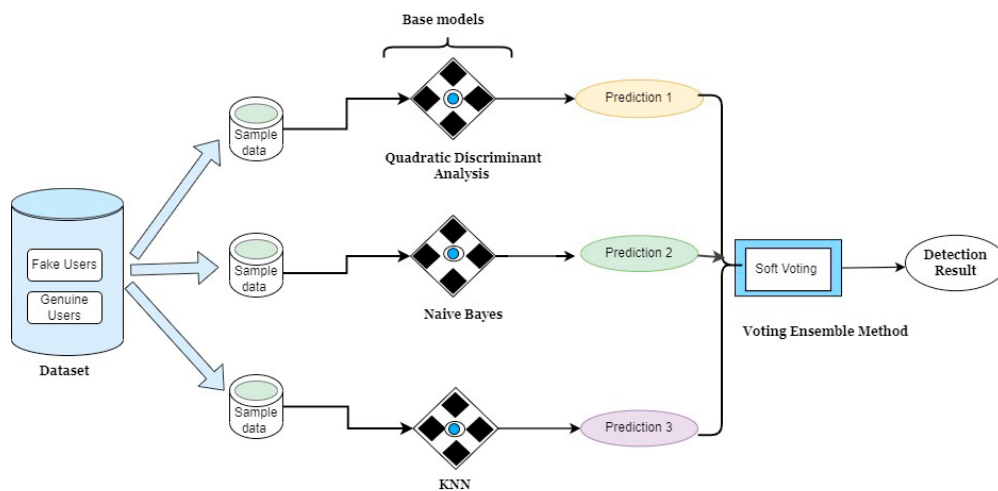 Base models
Sample
data
Quadratic Discriminant
Analysis
Prediction 1
Fake Users
Genuine
Users
Dataset
Sample
data
Naive Bayes
Prediction 2
Soft Voting
Voting Ensemble Method
Detection
Result
Sample
data
KNN
Prediction 3